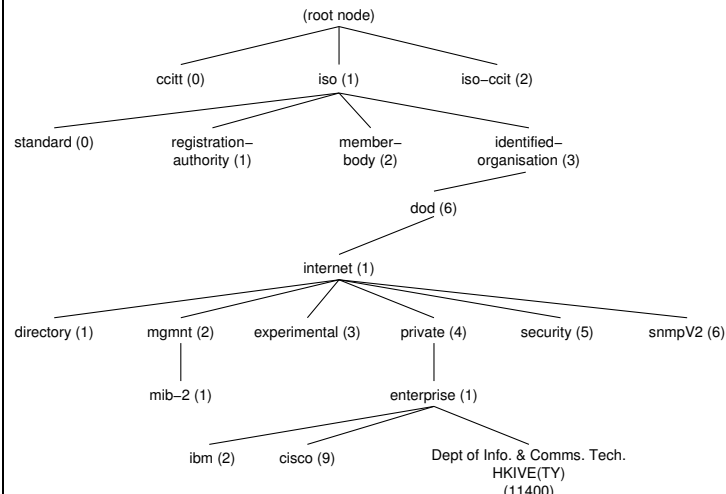 (root node)
ccitt (0)
iso (1)
iso−ccit (2)
standard (0)
registration−
authority (1)
member−
body (2)
identified−
organisation (3)
dod (6)
internet (1)
directory (1)
mgmnt (2)
experimental (3)
private (4)
security (5)
snmpV2 (6)
mib−2 (1)
enterprise (1)
ibm (2)
cisco (9)
Dept of Info. & Comms. Tech.
HKIVE(TY)
(11400)